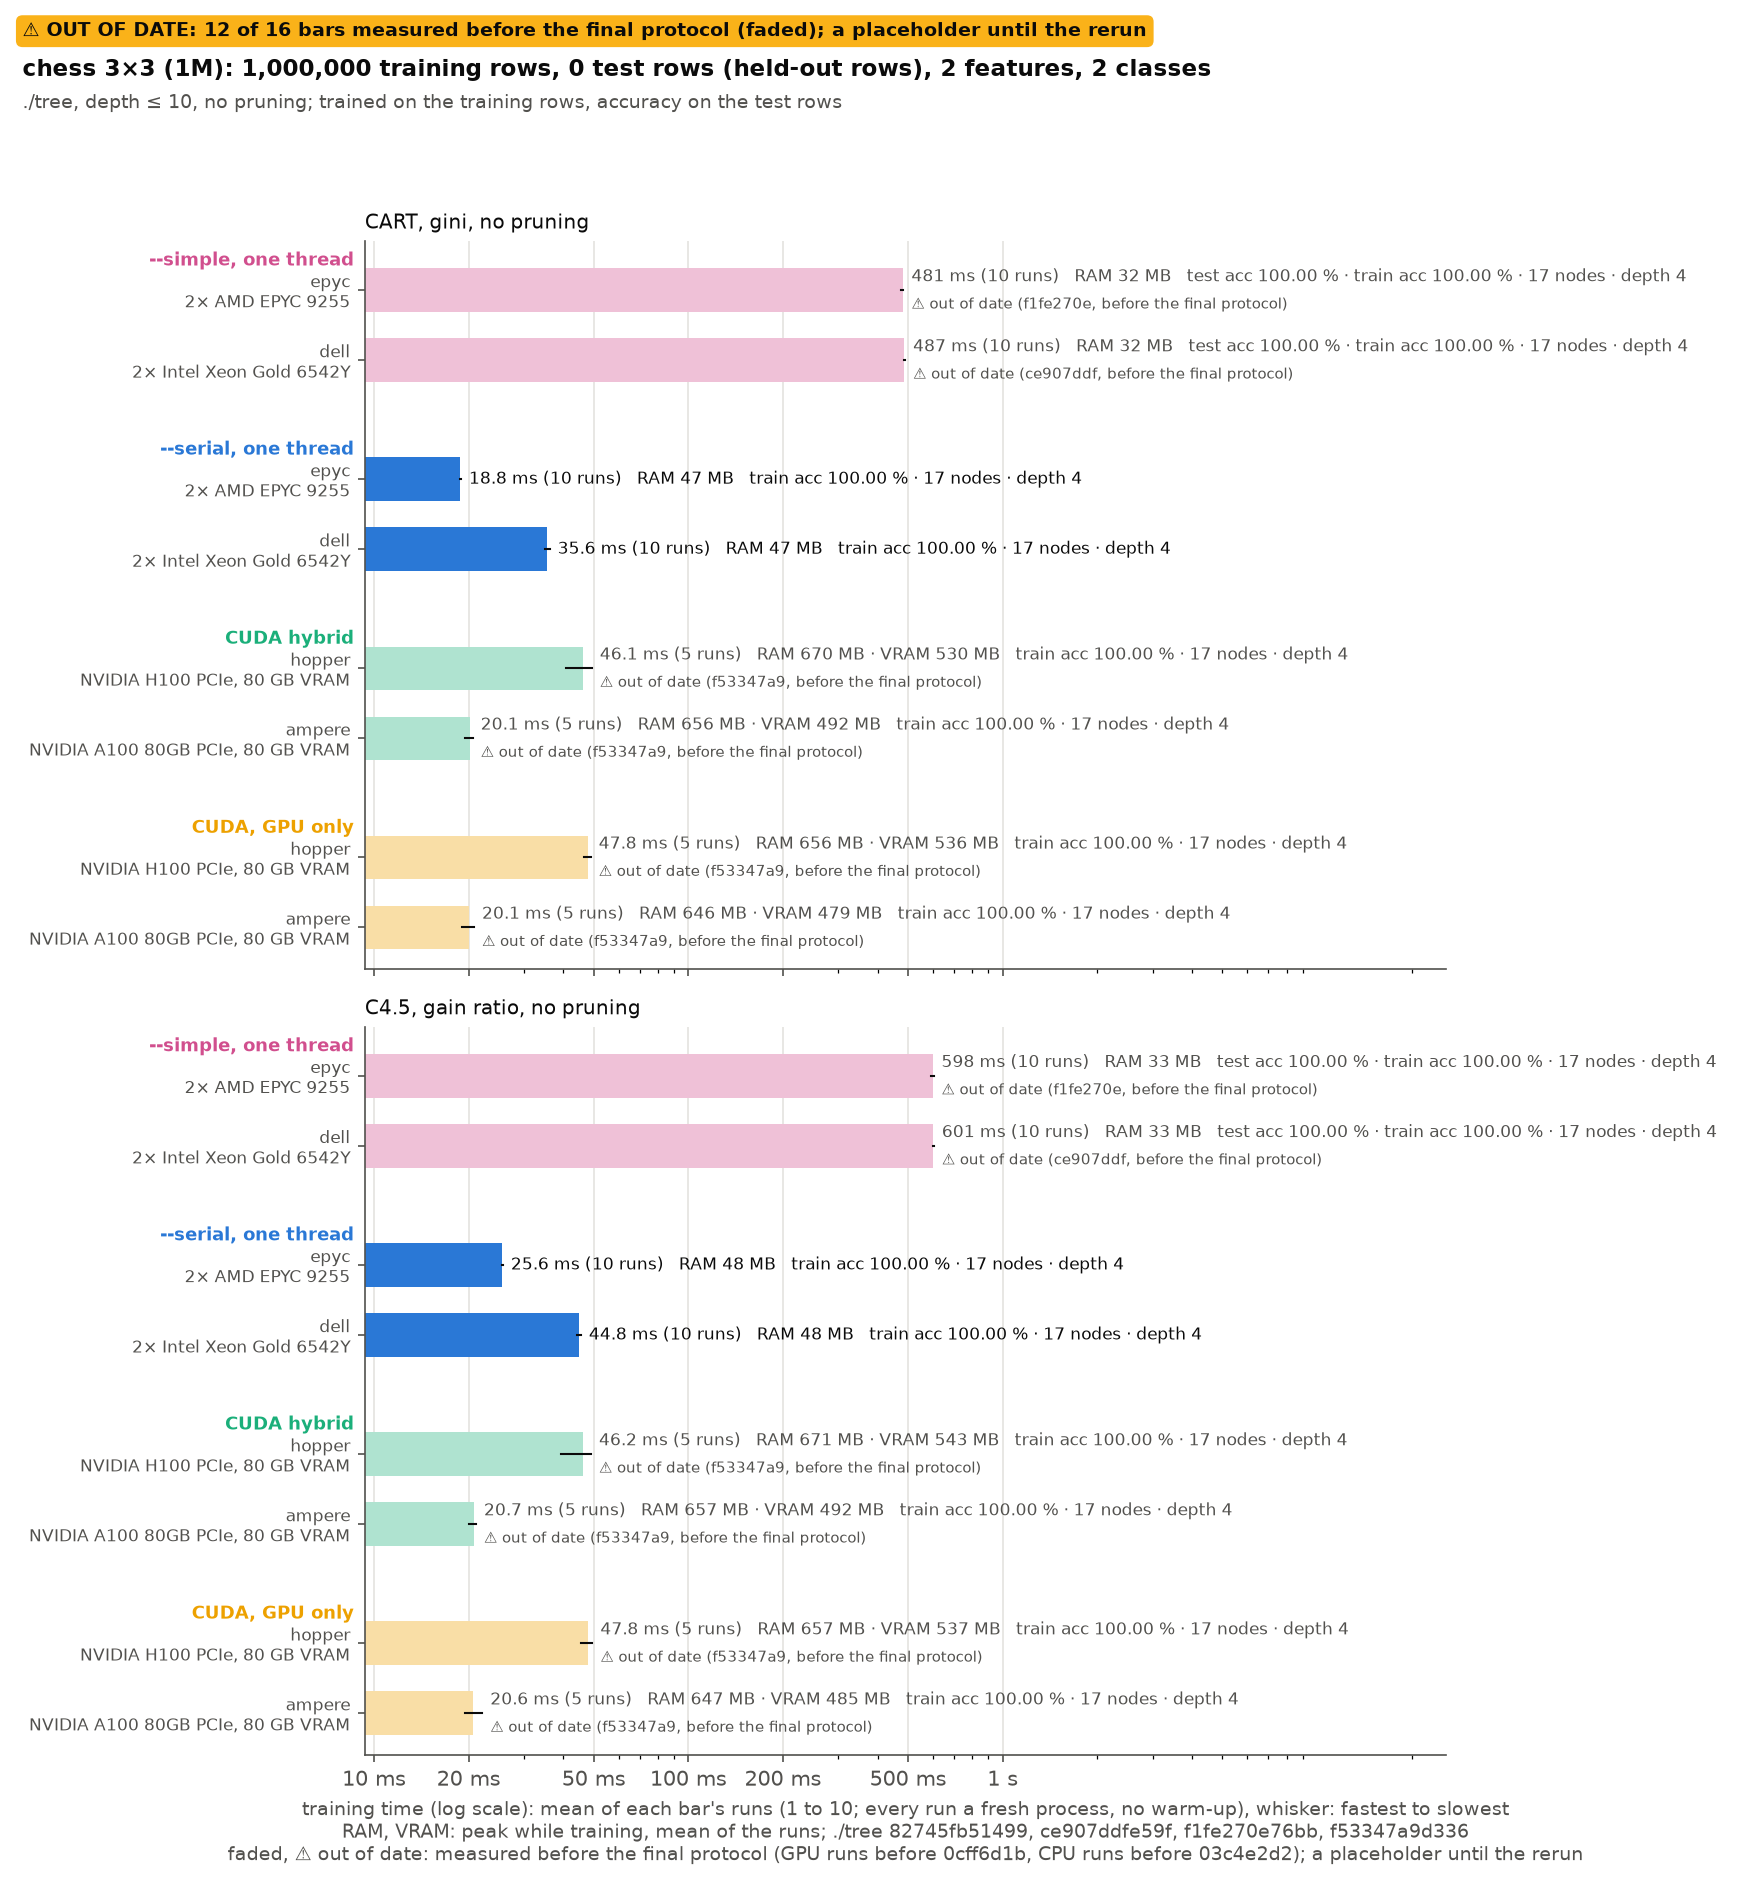 ⚠ OUT OF DATE: 12 of 16 bars measured before the final protocol (faded); a placeholder until the rerun
chess 3×3 (1M): 1,000,000 training rows, 0 test rows (held-out rows), 2 features, 2 classes
./tree, depth ≤ 10, no pruning; trained on the training rows, accuracy on the test rows
CART, gini, no pruning
--simple, one thread
epyc
2× AMD EPYC 9255
481 ms (10 runs)   RAM 32 MB   test acc 100.00 % · train acc 100.00 % · 17 nodes · depth 4
⚠ out of date (f1fe270e, before the final protocol)
dell
2× Intel Xeon Gold 6542Y
487 ms (10 runs)   RAM 32 MB   test acc 100.00 % · train acc 100.00 % · 17 nodes · depth 4
⚠ out of date (ce907ddf, before the final protocol)
--serial, one thread
epyc
2× AMD EPYC 9255
18.8 ms (10 runs)   RAM 47 MB   train acc 100.00 % · 17 nodes · depth 4
dell
2× Intel Xeon Gold 6542Y
35.6 ms (10 runs)   RAM 47 MB   train acc 100.00 % · 17 nodes · depth 4
CUDA hybrid
hopper
NVIDIA H100 PCIe, 80 GB VRAM
46.1 ms (5 runs)   RAM 670 MB · VRAM 530 MB   train acc 100.00 % · 17 nodes · depth 4
⚠ out of date (f53347a9, before the final protocol)
ampere
NVIDIA A100 80GB PCIe, 80 GB VRAM
20.1 ms (5 runs)   RAM 656 MB · VRAM 492 MB   train acc 100.00 % · 17 nodes · depth 4
⚠ out of date (f53347a9, before the final protocol)
CUDA, GPU only
hopper
NVIDIA H100 PCIe, 80 GB VRAM
47.8 ms (5 runs)   RAM 656 MB · VRAM 536 MB   train acc 100.00 % · 17 nodes · depth 4
⚠ out of date (f53347a9, before the final protocol)
ampere
NVIDIA A100 80GB PCIe, 80 GB VRAM
20.1 ms (5 runs)   RAM 646 MB · VRAM 479 MB   train acc 100.00 % · 17 nodes · depth 4
⚠ out of date (f53347a9, before the final protocol)
C4.5, gain ratio, no pruning
--simple, one thread
epyc
2× AMD EPYC 9255
598 ms (10 runs)   RAM 33 MB   test acc 100.00 % · train acc 100.00 % · 17 nodes · depth 4
⚠ out of date (f1fe270e, before the final protocol)
dell
2× Intel Xeon Gold 6542Y
601 ms (10 runs)   RAM 33 MB   test acc 100.00 % · train acc 100.00 % · 17 nodes · depth 4
⚠ out of date (ce907ddf, before the final protocol)
--serial, one thread
epyc
2× AMD EPYC 9255
25.6 ms (10 runs)   RAM 48 MB   train acc 100.00 % · 17 nodes · depth 4
dell
2× Intel Xeon Gold 6542Y
44.8 ms (10 runs)   RAM 48 MB   train acc 100.00 % · 17 nodes · depth 4
CUDA hybrid
hopper
NVIDIA H100 PCIe, 80 GB VRAM
46.2 ms (5 runs)   RAM 671 MB · VRAM 543 MB   train acc 100.00 % · 17 nodes · depth 4
⚠ out of date (f53347a9, before the final protocol)
ampere
NVIDIA A100 80GB PCIe, 80 GB VRAM
20.7 ms (5 runs)   RAM 657 MB · VRAM 492 MB   train acc 100.00 % · 17 nodes · depth 4
⚠ out of date (f53347a9, before the final protocol)
CUDA, GPU only
hopper
NVIDIA H100 PCIe, 80 GB VRAM
47.8 ms (5 runs)   RAM 657 MB · VRAM 537 MB   train acc 100.00 % · 17 nodes · depth 4
⚠ out of date (f53347a9, before the final protocol)
ampere
NVIDIA A100 80GB PCIe, 80 GB VRAM
20.6 ms (5 runs)   RAM 647 MB · VRAM 485 MB   train acc 100.00 % · 17 nodes · depth 4
⚠ out of date (f53347a9, before the final protocol)
10 ms 20 ms 50 ms 100 ms 200 ms 500 ms 1 s
training time (log scale): mean of each bar's runs (1 to 10; every run a fresh process, no warm-up), whisker: fastest to slowest
RAM, VRAM: peak while training, mean of the runs; ./tree 82745fb51499, ce907ddfe59f, f1fe270e76bb, f53347a9d336
faded, ⚠ out of date: measured before the final protocol (GPU runs before 0cff6d1b, CPU runs before 03c4e2d2); a placeholder until the rerun